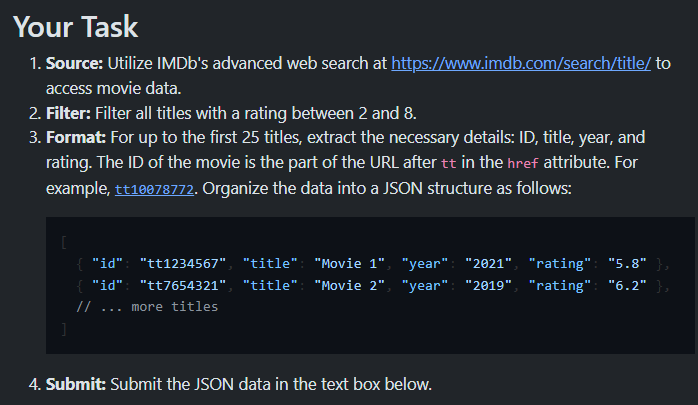 Your Task
1. Source: Utilize IMDb's advanced web search at https://www.imdb.com/search/title/ to
access movie data.
2. Filter: Filter all titles with a rating between 2 and 8.
3. Format: For up to the first 25 titles, extract the necessary details: ID, title, year, and
rating. The ID of the movie is the part of the URL after tt in the href attribute. For
example, tt10078772. Organize the data into a JSON structure as follows:
[
{ "id": "tt1234567", "title": "Movie 1", "year": "2021", "rating": "5.8" },
{ "id": "tt7654321", "title": "Movie 2", "year": "2019", "rating": "6.2" },
// ... more titles
]
4. Submit: Submit the JSON data in the text box below.